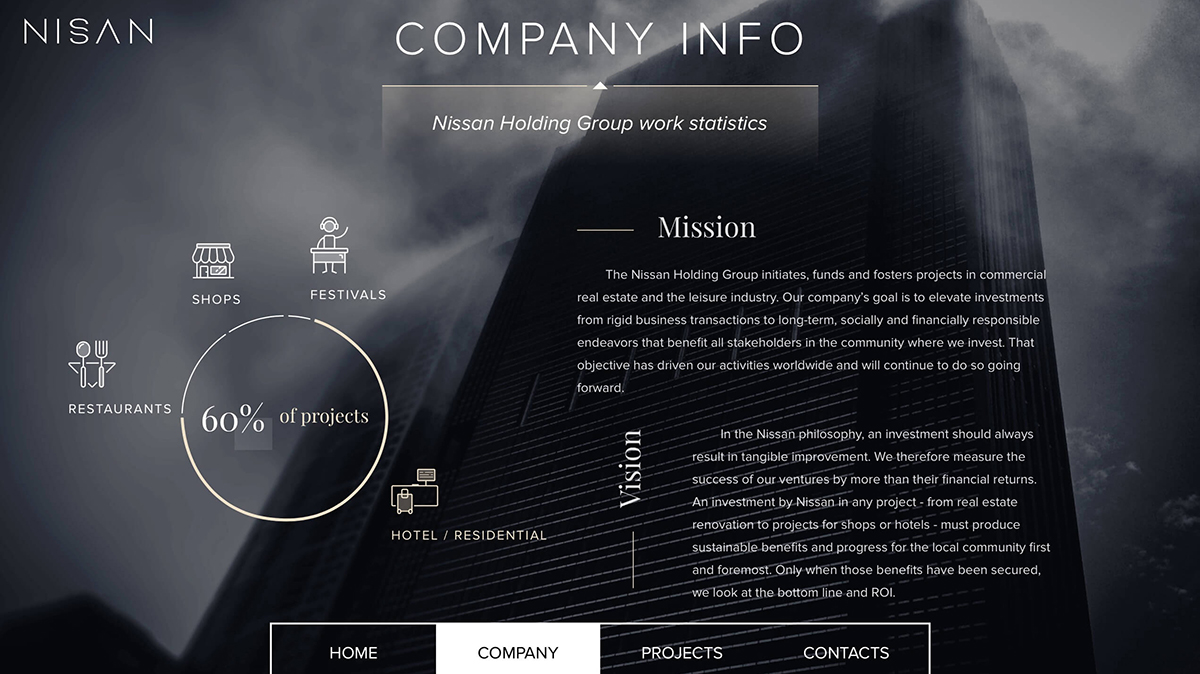 NISAN
COMPANY INFO
Nissan Holding Group work statistics
SHOPS
FESTIVALS
RESTAURANTS
60% of projects
HOTEL / RESIDENTIAL
Mission
The Nissan Holding Group initiates, funds and fosters projects in commercial
real estate and the leisure industry. Our company's goal is to elevate investments
from rigid business transactions to long-term, socially and financially responsible
endeavors that benefit all stakeholders in the community where we invest. That
objective has driven our activities worldwide and will continue to do so going
forward.
Vision
In the Nissan philosophy, an investment should always
result in tangible improvement. We therefore measure the
success of our ventures by more than their financial returns.
An investment by Nissan in any project - from real estate
renovation to projects for shops or hotels - must produce
sustainable benefits and progress for the local community first
and foremost. Only when those benefits have been secured,
we look at the bottom line and ROI.
HOME
COMPANY
PROJECTS
CONTACTS